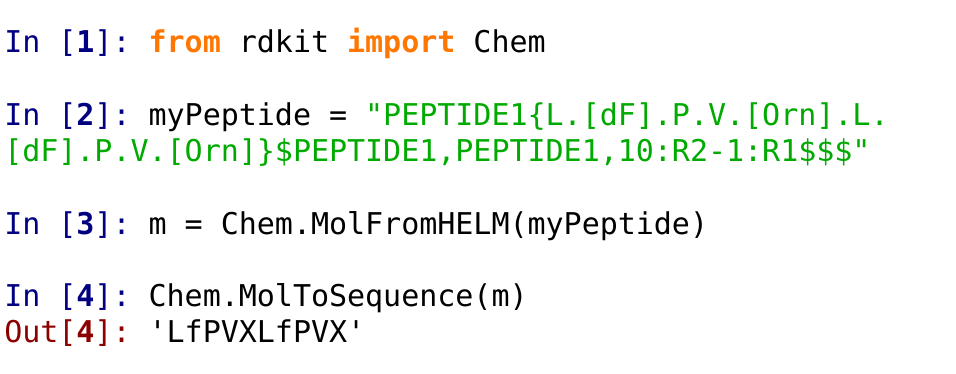 In [1]: from rdkit import Chem
In [2]: myPeptide = "PEPTIDE1{L.[dF].P.V.[Orn].L.
[dF].P.V.[Orn]}$PEPTIDE1,PEPTIDE1,10:R2-1:R1$$$"
In [3]: m = Chem.MolFromHELM(myPeptide)
In [4]: Chem.MolToSequence(m)
Out[4]: 'LfPVXLfPVX'